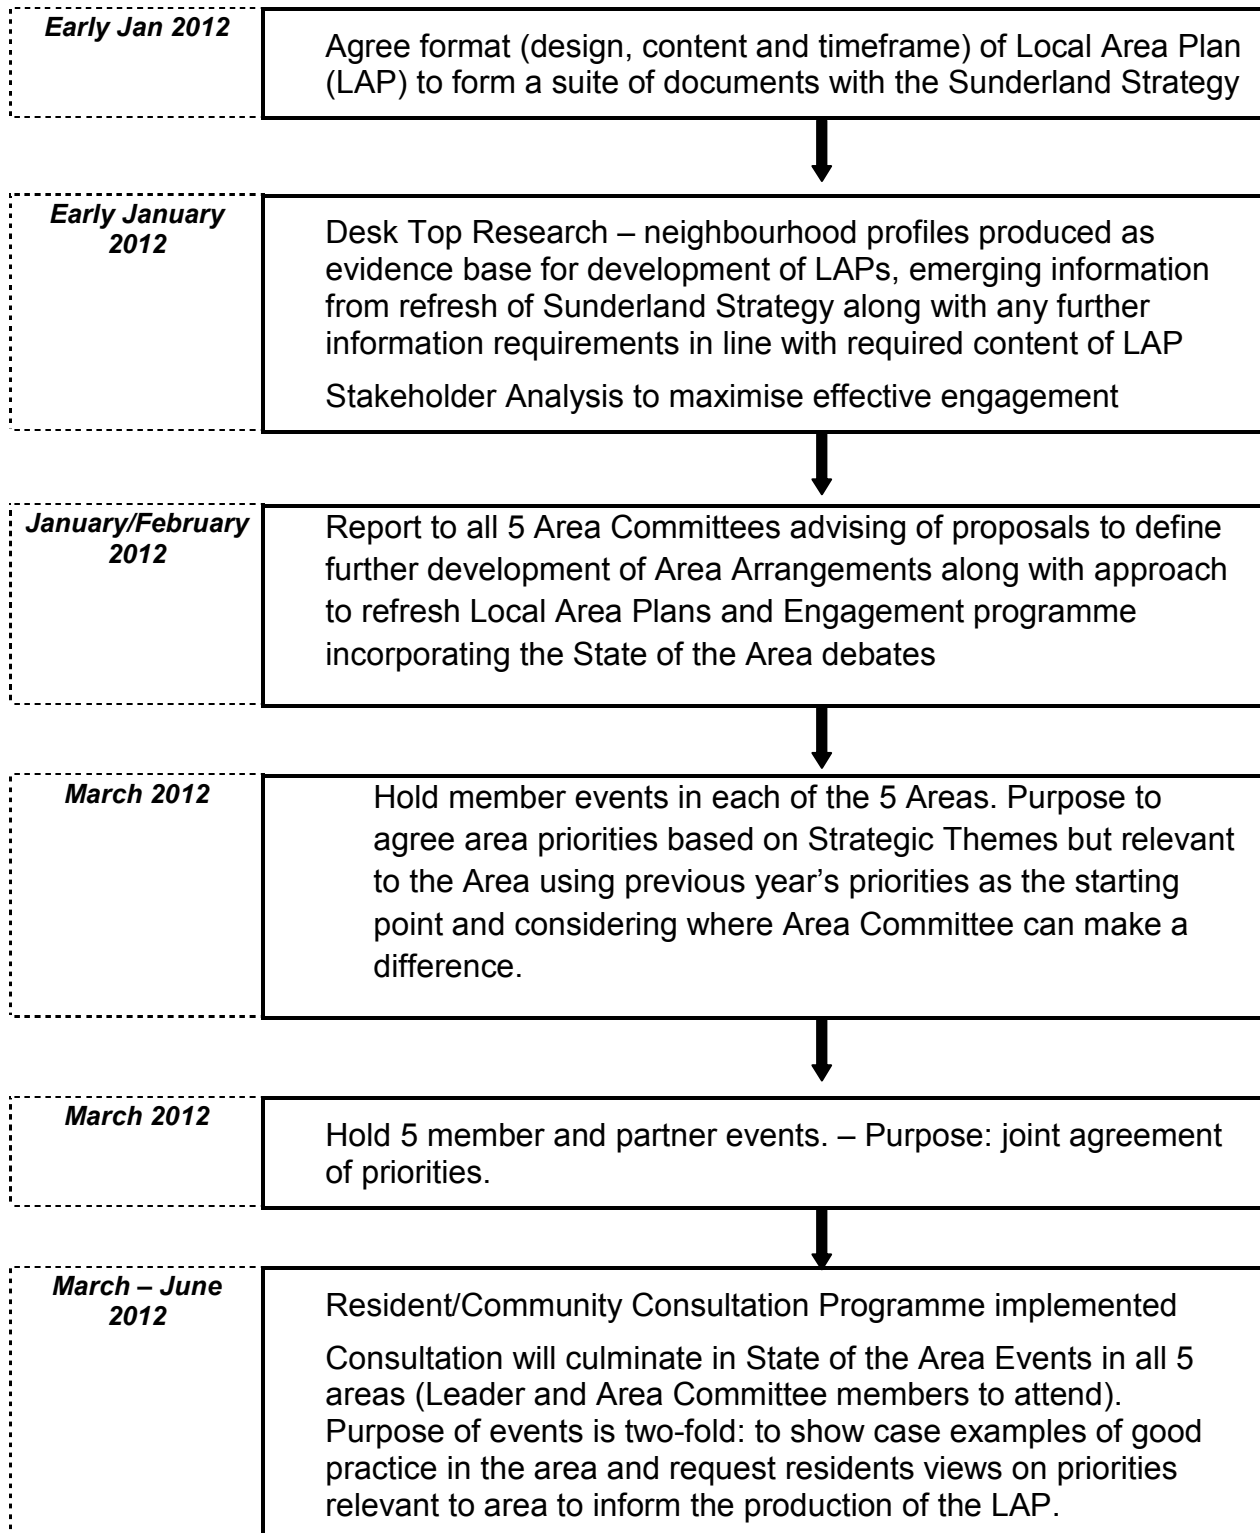 Early Jan 2012
Agree format (design, content and timeframe) of Local Area Plan
(LAP) to form a suite of documents with the Sunderland Strategy
Early January
2012
Desk Top Research – neighbourhood profiles produced as
evidence base for development of LAPs, emerging information
from refresh of Sunderland Strategy along with any further
information requirements in line with required content of LAP
Stakeholder Analysis to maximise effective engagement
January/February
2012
Report to all 5 Area Committees advising of proposals to define
further development of Area Arrangements along with approach
to refresh Local Area Plans and Engagement programme
incorporating the State of the Area debates
March 2012
Hold member events in each of the 5 Areas. Purpose to
agree area priorities based on Strategic Themes but relevant
to the Area using previous year’s priorities as the starting
point and considering where Area Committee can make a
difference.
March 2012
Hold 5 member and partner events. – Purpose: joint agreement
of priorities.
March – June
2012
Resident/Community Consultation Programme implemented
Consultation will culminate in State of the Area Events in all 5
areas (Leader and Area Committee members to attend).
Purpose of events is two-fold: to show case examples of good
practice in the area and request residents views on priorities
relevant to area to inform the production of the LAP.